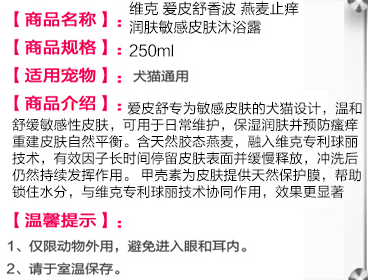 【商品名称】:维克 爱皮舒香波 燕麦止痒
润肤敏感皮肤沐浴露
【商品规格】:250ml
【适用宠物】:犬猫通用
【商品介绍】:爱皮舒专为敏感皮肤的犬猫设计，温和
舒缓敏感性皮肤，可用于日常维护，保湿润肤并预防瘙痒
重建皮肤自然平衡。含天然胶态燕麦，融入维克专利球丽
技术，有效因子长时间停留皮肤表面并缓慢释放，冲洗后
仍然持续发挥作用。 甲壳素为皮肤提供天然保护膜，帮助
锁住水分，与维克专利球丽技术协同作用，效果更显著
【温馨提示】:
1、仅限动物外用，避免进入眼和耳内。
2、请于室温保存。